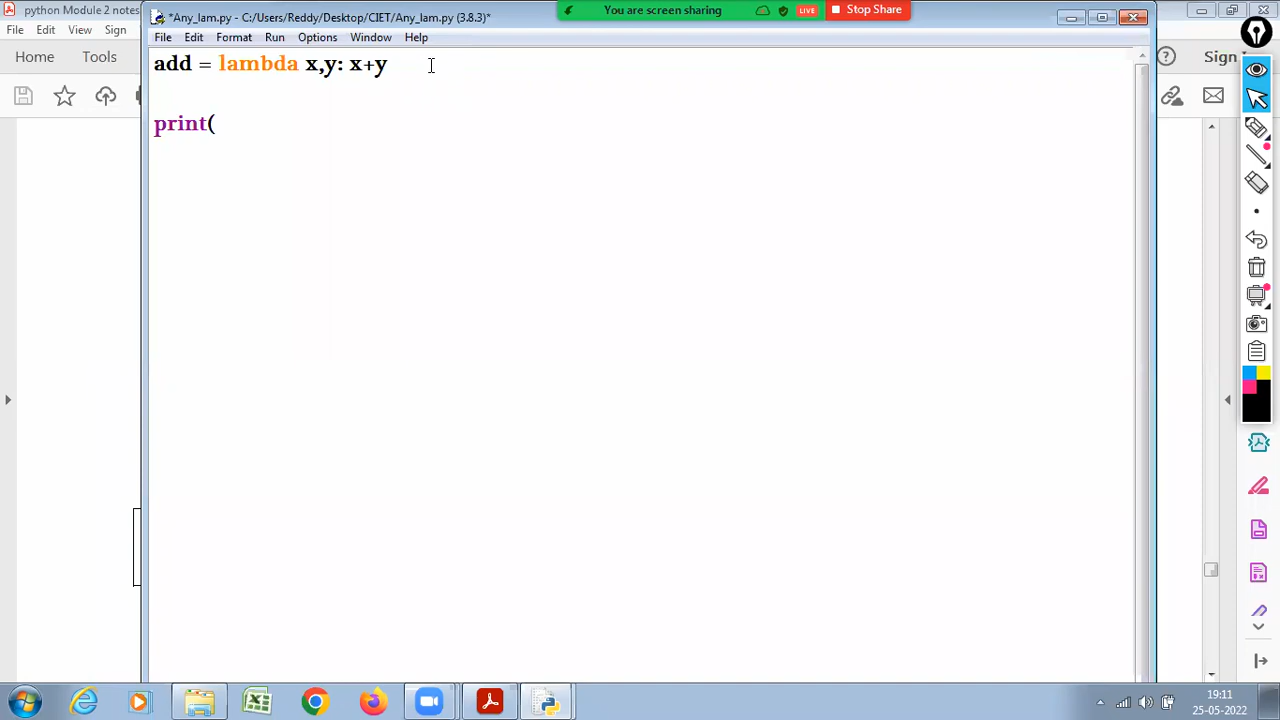 python Module 2 notes
*Any_lam.py - C:/Users/Reddy/Desktop/CIET/Any_lam.py (3.8.3)*
You are screen sharing
LIVE
Stop Share
File Edit View Sign
File Edit Format Run Options Window Help
Home Tools
Sign
add = lambda x,y: x+y
print(
19:11
25-05-2022